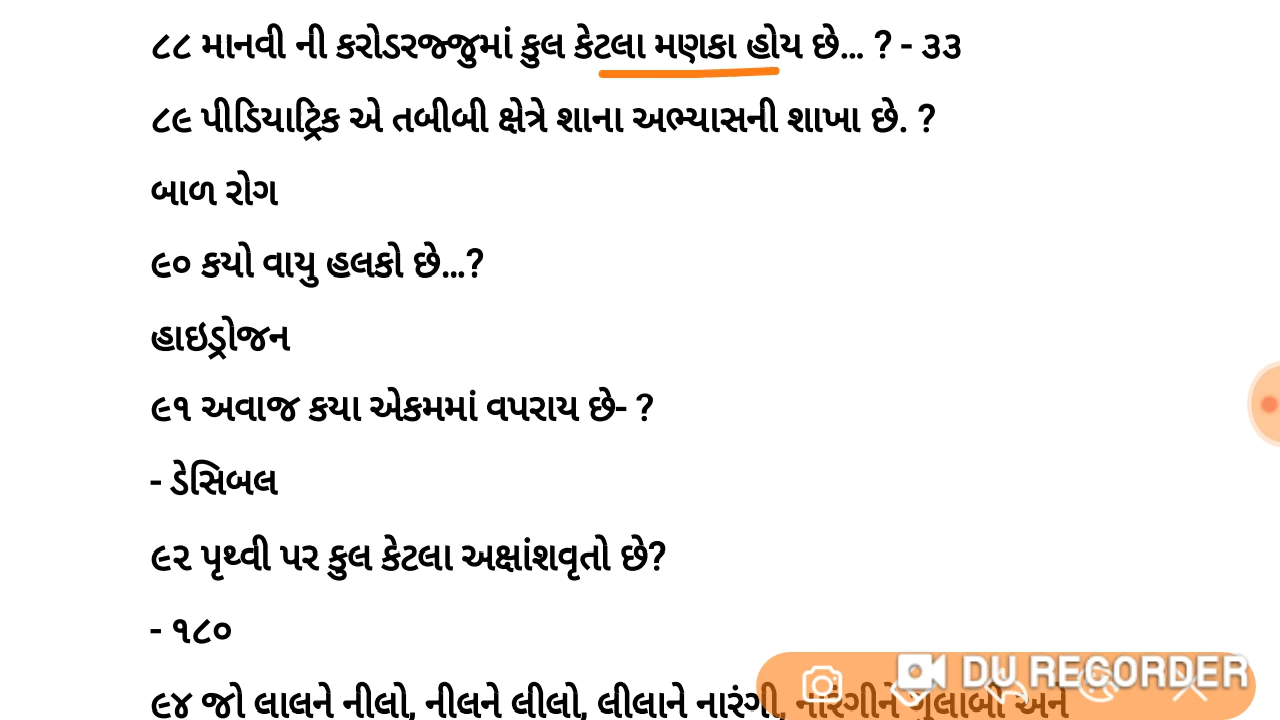 ૮૮ માનવી ની કરોડરજ્જુમાં કુલ કેટલા મણકા હોય છે... ? - ૩૩
૮૯ પીડિયાટ્રિક એ તબીબી ક્ષેત્રે શાના અભ્યાસની શાખા છે. ?
બાળ રોગ
૯૦ કયો વાયુ હલકો છે...?
હાઇડ્રોજન
૯૧ અવાજ કયા એકમમાં વપરાય છે- ?
- ડેસિબલ
૯૨ પૃથ્વી પર કુલ કેટલા અક્ષાંશવૃતો છે?
- ૧૮૦
૯૪ જો લાલને નીલો, નીલને લીલો, લીલાને નારંગી, નારંગીને ગુલાબી અને
DU RECORDER